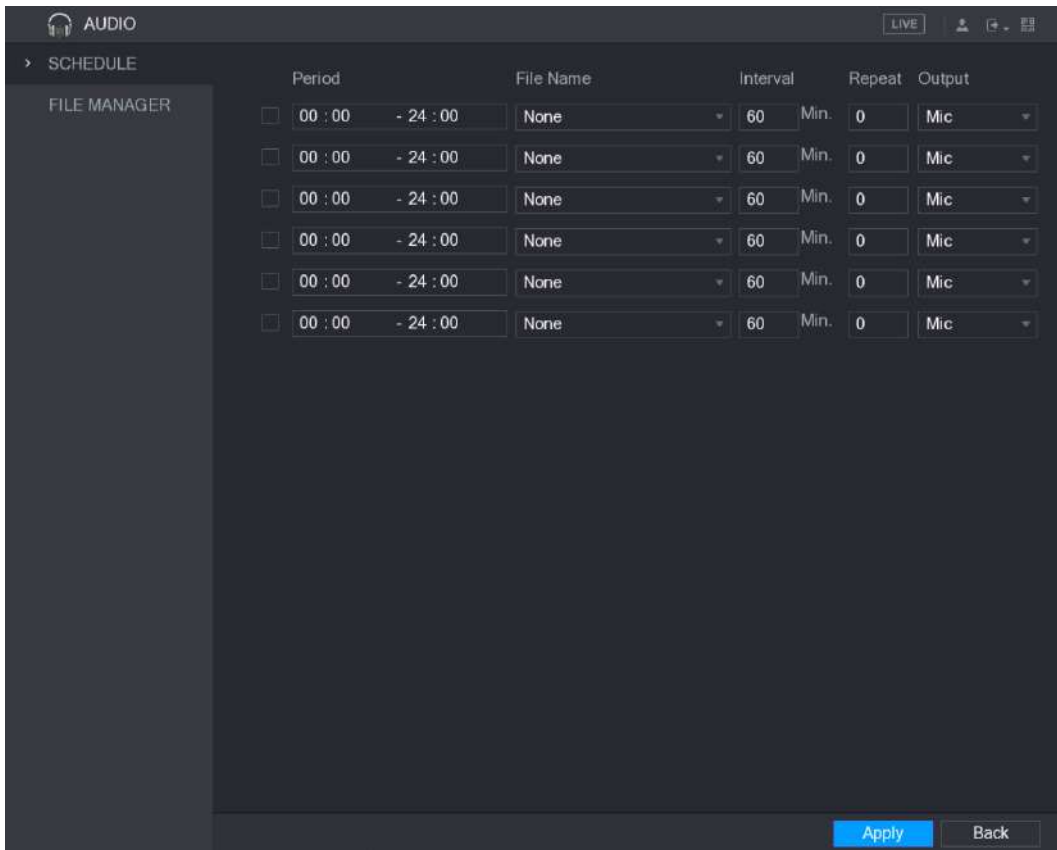 AUDIO LIVE
SCHEDULE
FILE MANAGER
Period File Name Interval Repeat Output
00 : 00 - 24 : 00 None 60 Min. 0 Mic
00 : 00 - 24 : 00 None 60 Min. 0 Mic
00 : 00 - 24 : 00 None 60 Min. 0 Mic
00 : 00 - 24 : 00 None 60 Min. 0 Mic
00 : 00 - 24 : 00 None 60 Min. 0 Mic
00 : 00 - 24 : 00 None 60 Min. 0 Mic
Apply Back